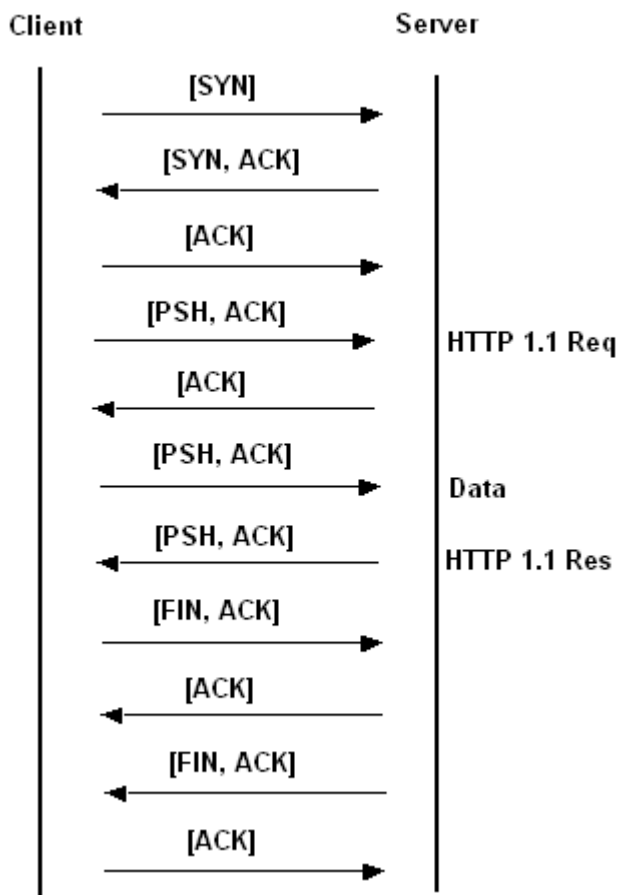 Client Server
[SYN]
[SYN, ACK]
[ACK]
[PSH, ACK]
HTTP 1.1 Req
[ACK]
[PSH, ACK]
Data
[PSH, ACK]
HTTP 1.1 Res
[FIN, ACK]
[ACK]
[FIN, ACK]
[ACK]